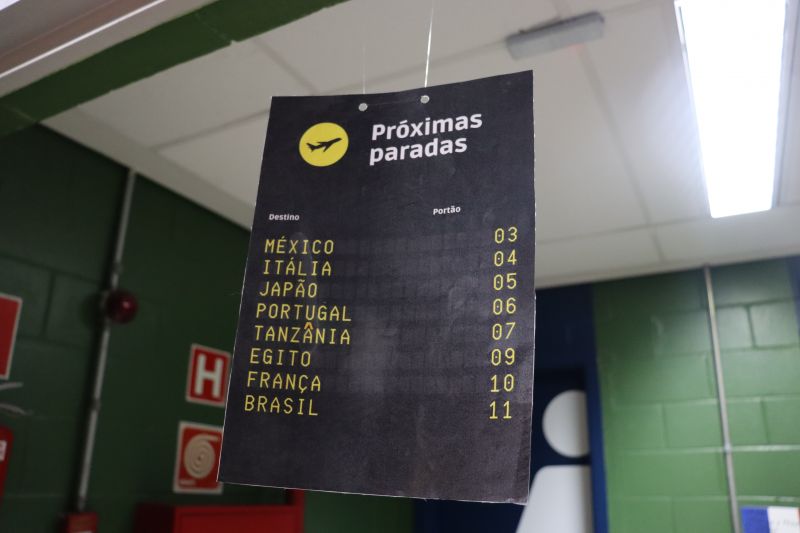 Próximas
paradas
Destino Portão
MÉXICO 03
ITÁLIA 04
JAPÃO 05
PORTUGAL 06
TANZÂNIA 07
EGITO 09
FRANÇA 10
BRASIL 11
H